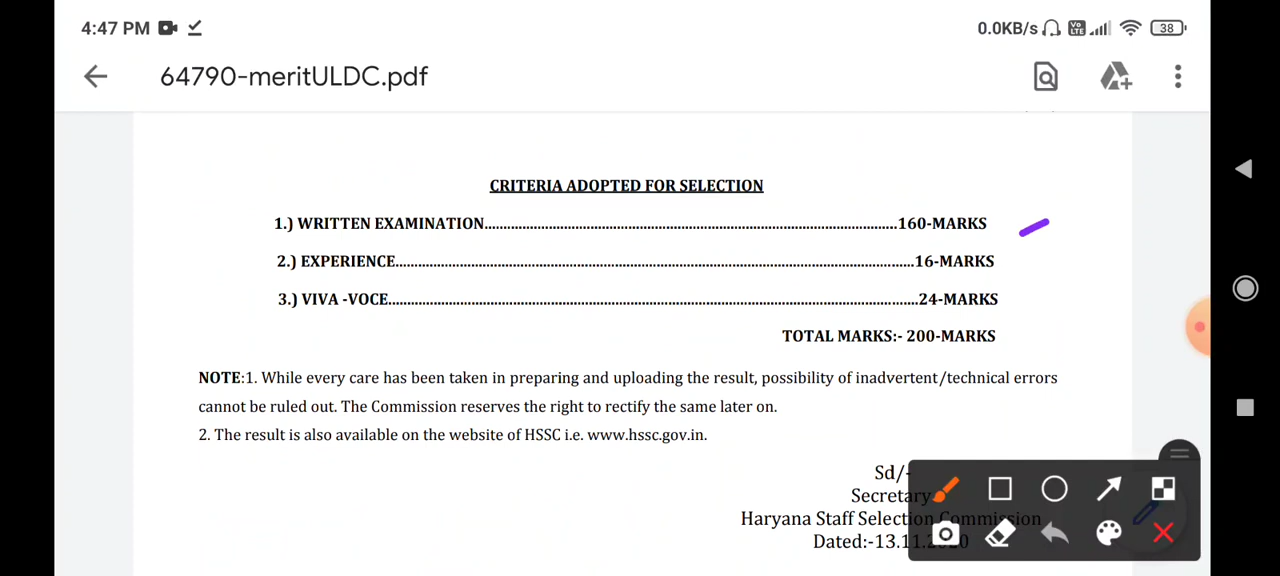 4:47 PM
0.0KB/s Vo LTE 38
64790-meritULDC.pdf
CRITERIA ADOPTED FOR SELECTION
1.) WRITTEN EXAMINATION..........................................................................................................160-MARKS
2.) EXPERIENCE....................................................................................................................................16-MARKS
3.) VIVA -VOCE......................................................................................................................................24-MARKS
TOTAL MARKS:- 200-MARKS
NOTE:1. While every care has been taken in preparing and uploading the result, possibility of inadvertent/technical errors
cannot be ruled out. The Commission reserves the right to rectify the same later on.
2. The result is also available on the website of HSSC i.e. www.hssc.gov.in.
Sd/-
Secretary
Haryana Staff Selection Commission
Dated:-13.11.2020